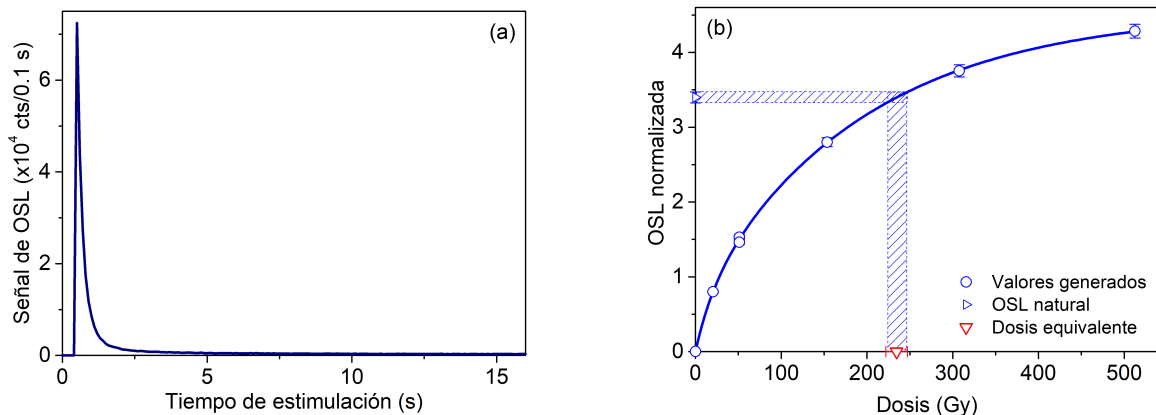 (a)
Señal de OSL (x10⁴ cts/0.1 s)
6
4
2
0
0
5
10
15
Tiempo de estimulación (s)
(b)
OSL normalizada
4
3
2
1
0
0
100
200
300
400
500
Dosis (Gy)
Valores generados
OSL natural
Dosis equivalente